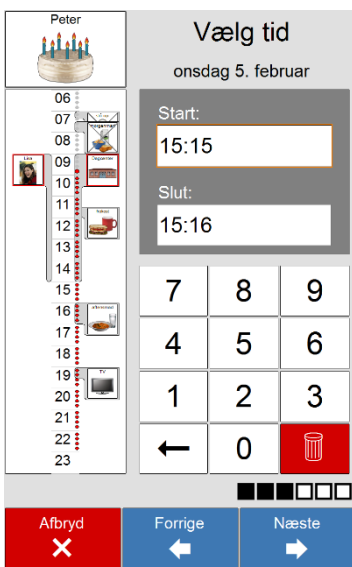 Peter
Vælg tid
onsdag 5. februar
06
07
08
09
10
11
12
13
14
15
16
17
18
19
20
21
22
23
Lisa
TV
Start:
15:15
Slut:
15:16
7 8 9
4 5 6
1 2 3
0
Afbryd
Forrige
Næste